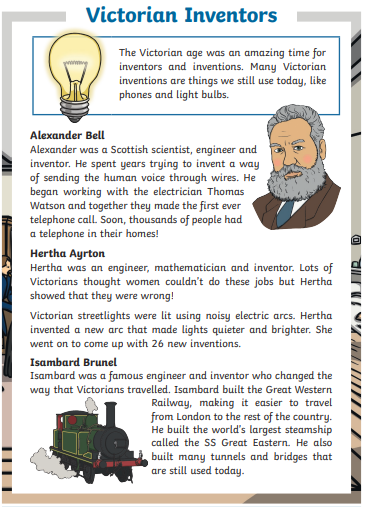 Victorian Inventors
The Victorian age was an amazing time for
inventors and inventions. Many Victorian
inventions are things we still use today, like
phones and light bulbs.
Alexander Bell
Alexander was a Scottish scientist, engineer and
inventor. He spent years trying to invent a way
of sending the human voice through wires. He
began working with the electrician Thomas
Watson and together they made the first ever
telephone call. Soon, thousands of people had
a telephone in their homes!
Hertha Ayrton
Hertha was an engineer, mathematician and inventor. Lots of
Victorians thought women couldn't do these jobs but Hertha
showed that they were wrong!
Victorian streetlights were lit using noisy electric arcs. Hertha
invented a new arc that made lights quieter and brighter. She
went on to come up with 26 new inventions.
Isambard Brunel
Isambard was a famous engineer and inventor who changed the
way that Victorians travelled. Isambard built the Great Western
Railway, making it easier to travel
from London to the rest of the country.
He built the world's largest steamship
called the SS Great Eastern. He also
built many tunnels and bridges that
are still used today.